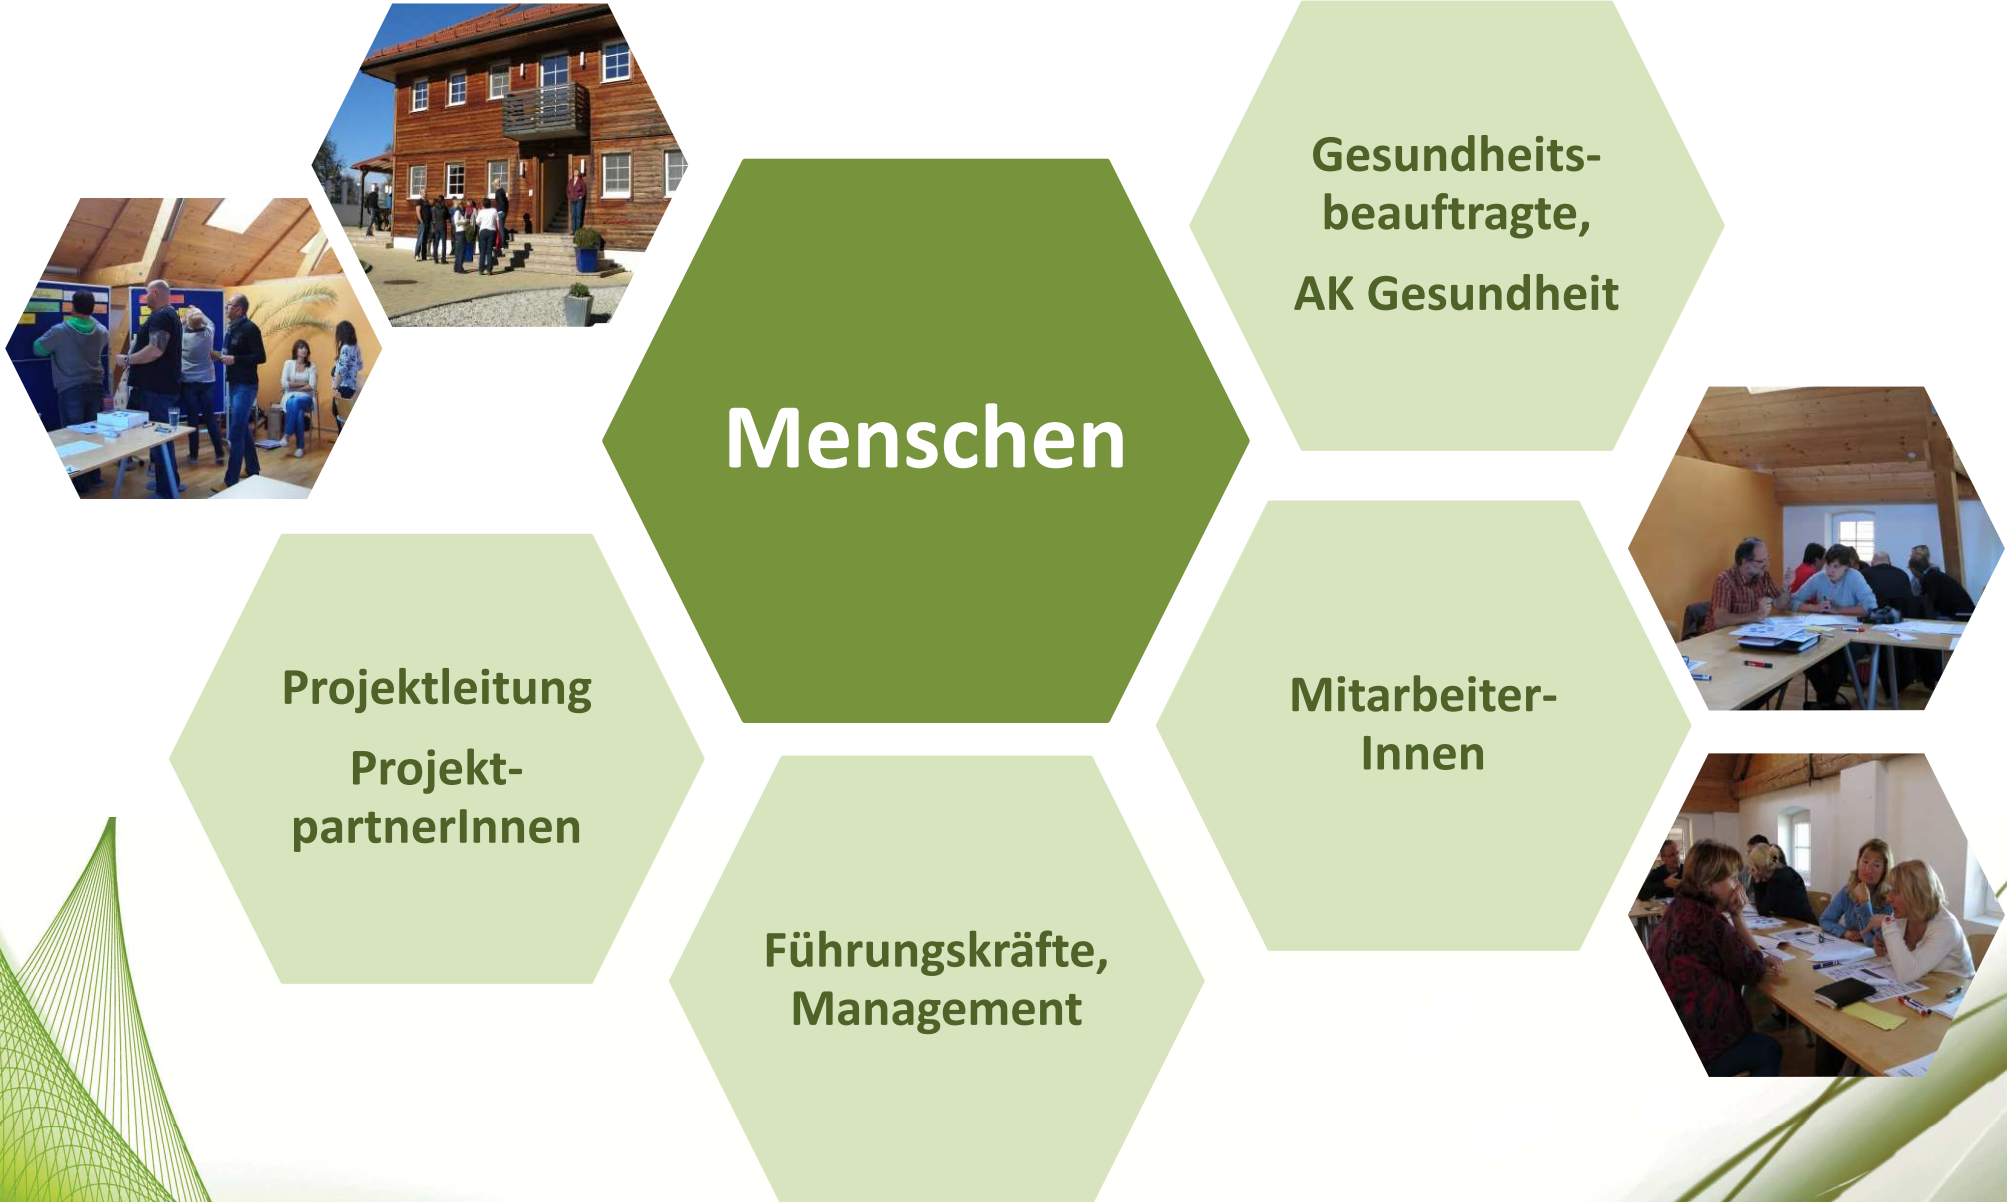 Menschen
Gesundheits-
beauftragte,
AK Gesundheit
Mitarbeiter-
Innen
Führungskräfte,
Management
Projektleitung
Projekt-
partnerInnen